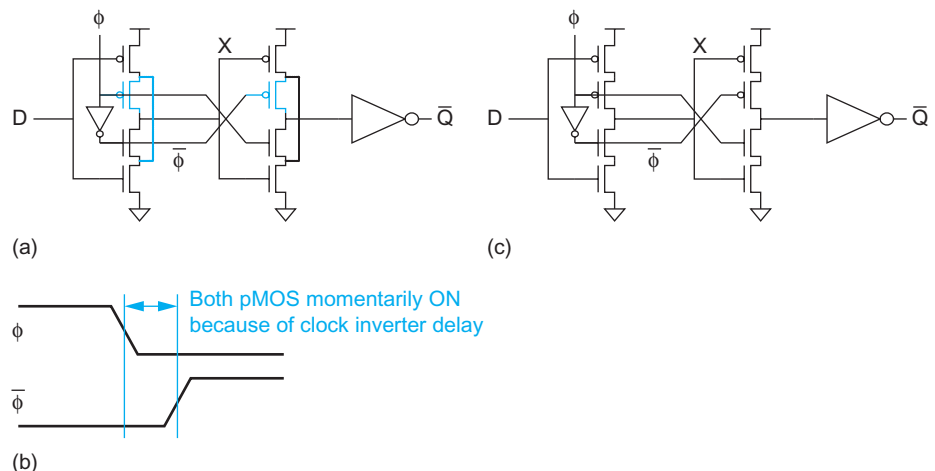 ϕ
X
D
ϕ̅
Q̅
(a)
ϕ
X
D
ϕ̅
Q̅
(c)
Both pMOS momentarily ON
because of clock inverter delay
ϕ
ϕ̅
(b)